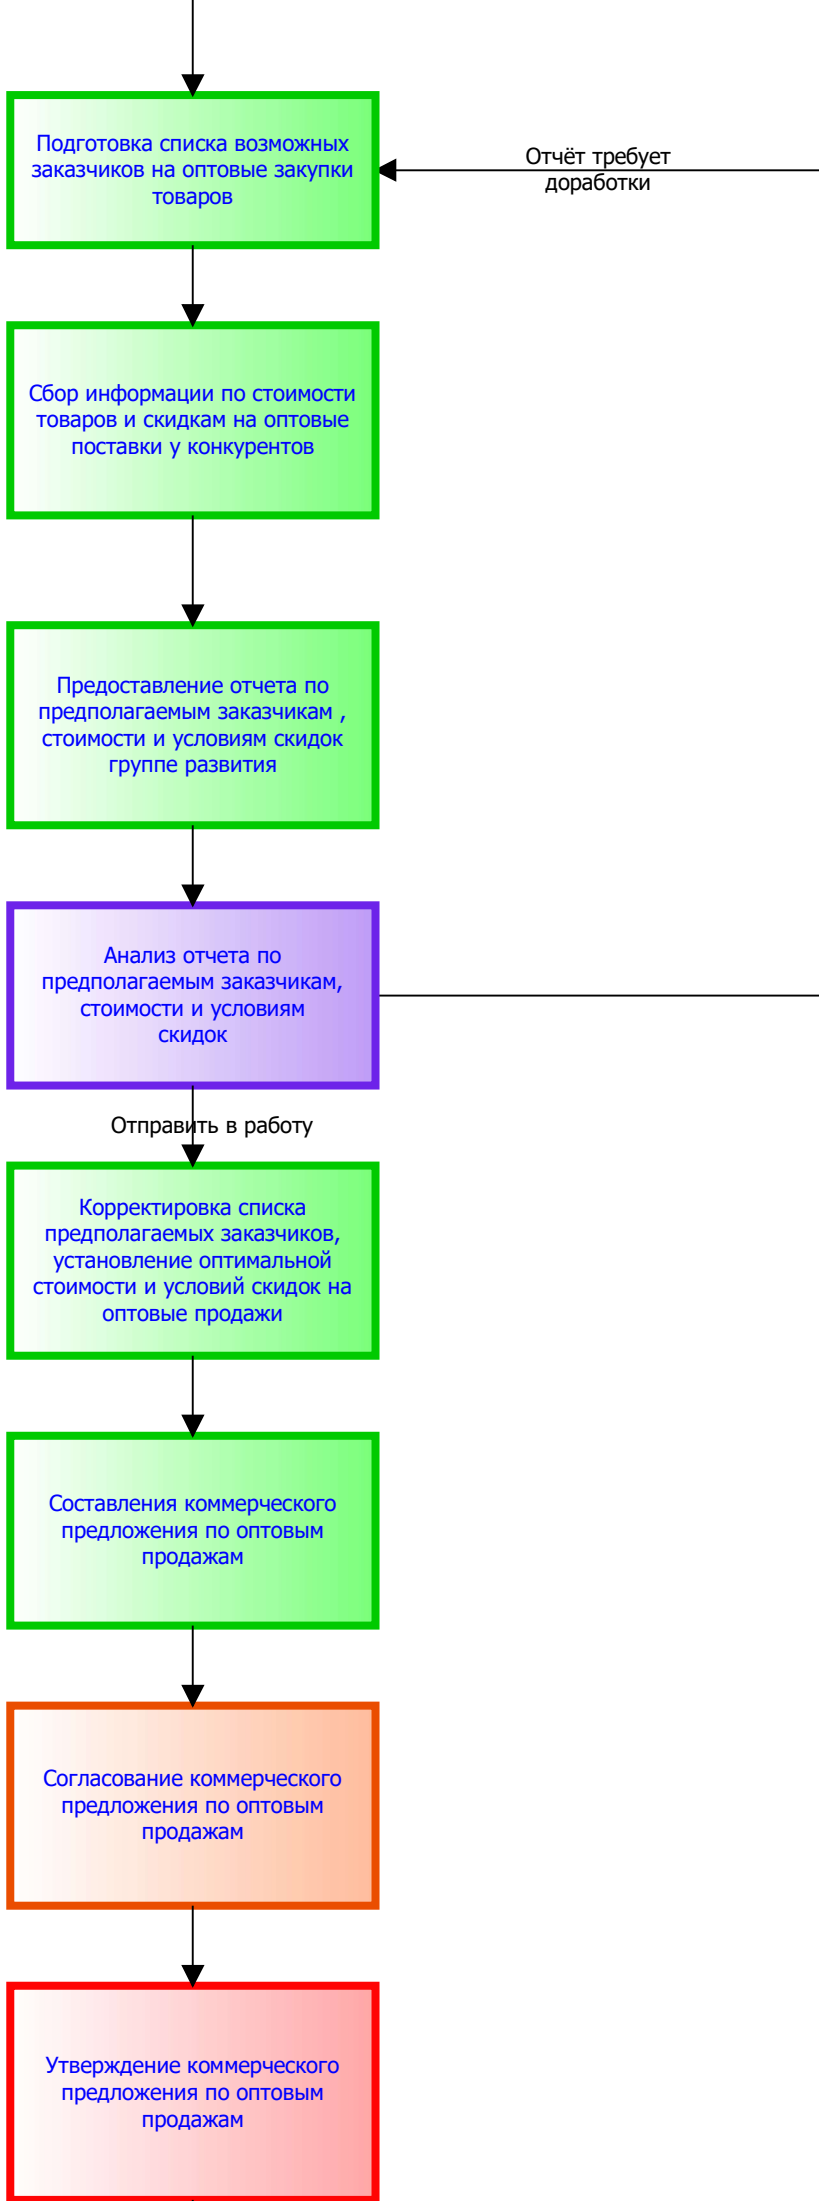 Подготовка списка возможных
заказчиков на оптовые закупки
товаров
Отчёт требует
доработки
Сбор информации по стоимости
товаров и скидкам на оптовые
поставки у конкурентов
Предоставление отчета по
предполагаемым заказчикам ,
стоимости и условиям скидок
группе развития
Анализ отчета по
предполагаемым заказчикам,
стоимости и условиям
скидок
Отправить в работу
Корректировка списка
предполагаемых заказчиков,
установление оптимальной
стоимости и условий скидок на
оптовые продажи
Составления коммерческого
предложения по оптовым
продажам
Согласование коммерческого
предложения по оптовым
продажам
Утверждение коммерческого
предложения по оптовым
продажам